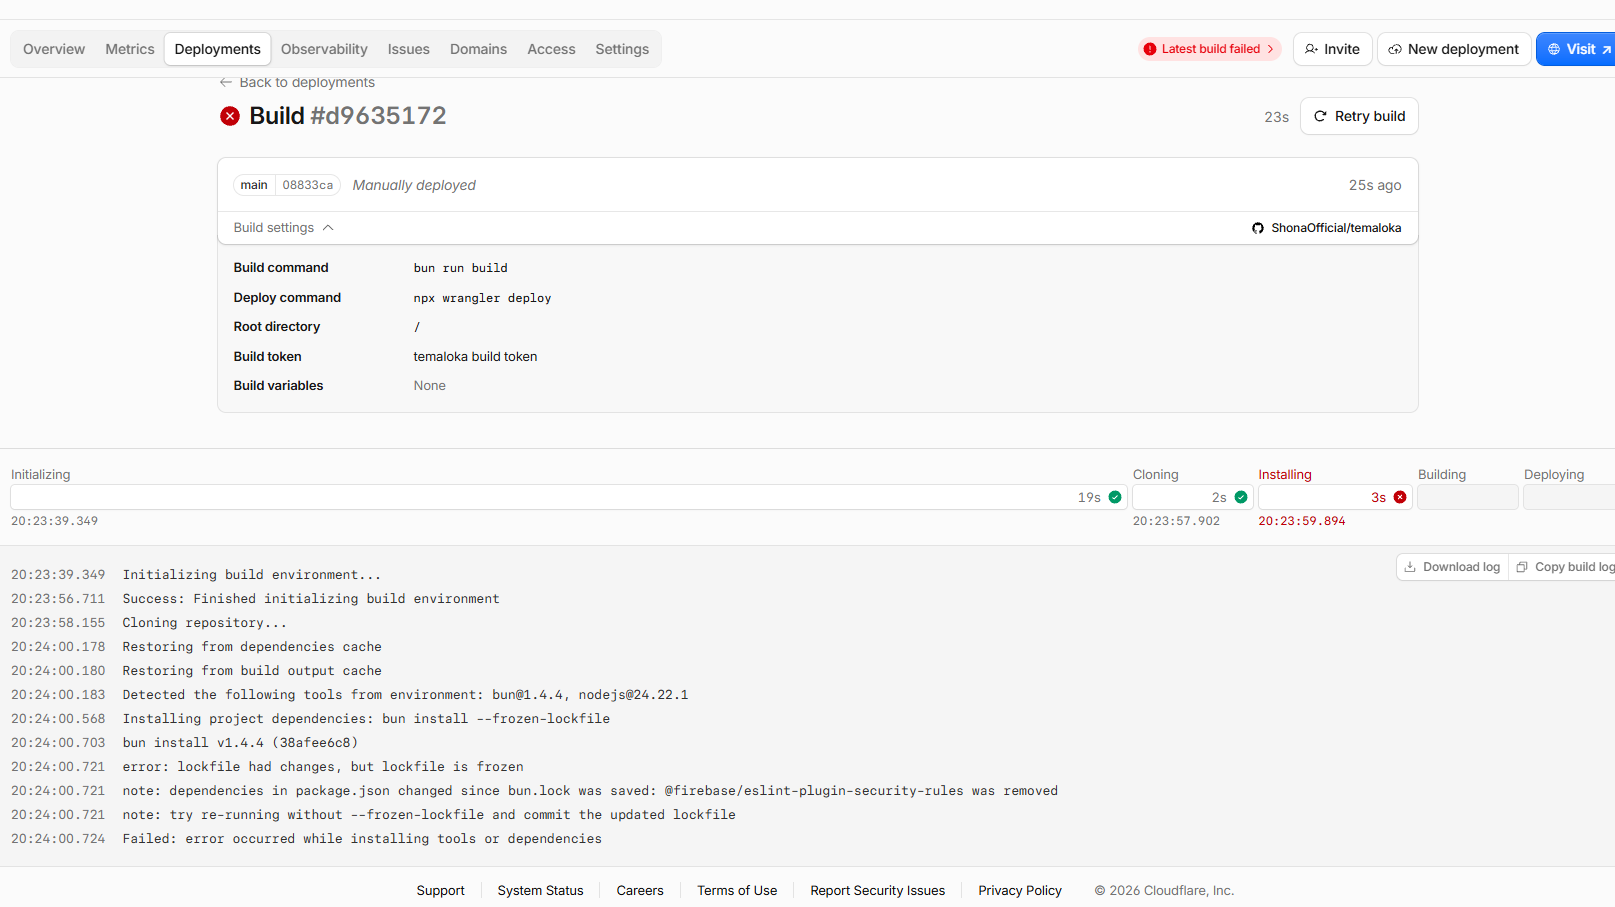 Overview Metrics Deployments Observability Issues Domains Access Settings Latest build failed Invite New deployment Visit
Back to deployments
Build #d9635172 23s Retry build
main 08833ca Manually deployed 25s ago
Build settings ShonaOfficial/temaloka
Build command bun run build
Deploy command npx wrangler deploy
Root directory /
Build token temaloka build token
Build variables None
Initializing Cloning Installing Building Deploying
19s 2s 3s
20:23:39.349 20:23:57.902 20:23:59.894
Download log Copy build log
20:23:39.349 Initializing build environment...
20:23:56.711 Success: Finished initializing build environment
20:23:58.155 Cloning repository...
20:24:00.178 Restoring from dependencies cache
20:24:00.180 Restoring from build output cache
20:24:00.183 Detected the following tools from environment: bun@1.4.4, nodejs@24.22.1
20:24:00.568 Installing project dependencies: bun install --frozen-lockfile
20:24:00.703 bun install v1.4.4 (38afee6c8)
20:24:00.721 error: lockfile had changes, but lockfile is frozen
20:24:00.721 note: dependencies in package.json changed since bun.lock was saved: @firebase/eslint-plugin-security-rules was removed
20:24:00.721 note: try re-running without --frozen-lockfile and commit the updated lockfile
20:24:00.724 Failed: error occurred while installing tools or dependencies
Support System Status Careers Terms of Use Report Security Issues Privacy Policy © 2026 Cloudflare, Inc.